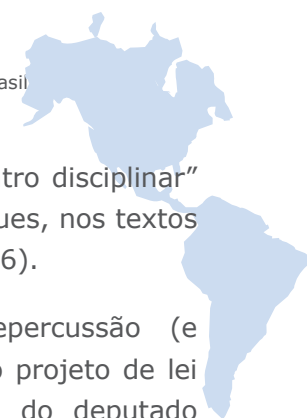 asil
tro disciplinar”
ues, nos textos
6).
epercussão (e
o projeto de lei
do deputado